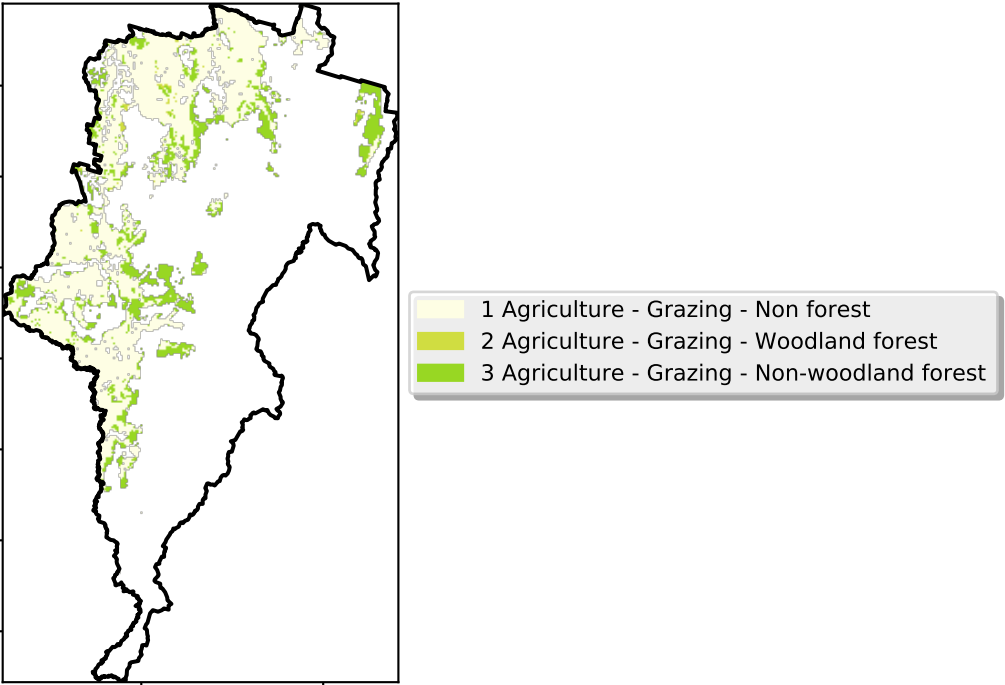 1 Agriculture - Grazing - Non forest
2 Agriculture - Grazing - Woodland forest
3 Agriculture - Grazing - Non-woodland forest